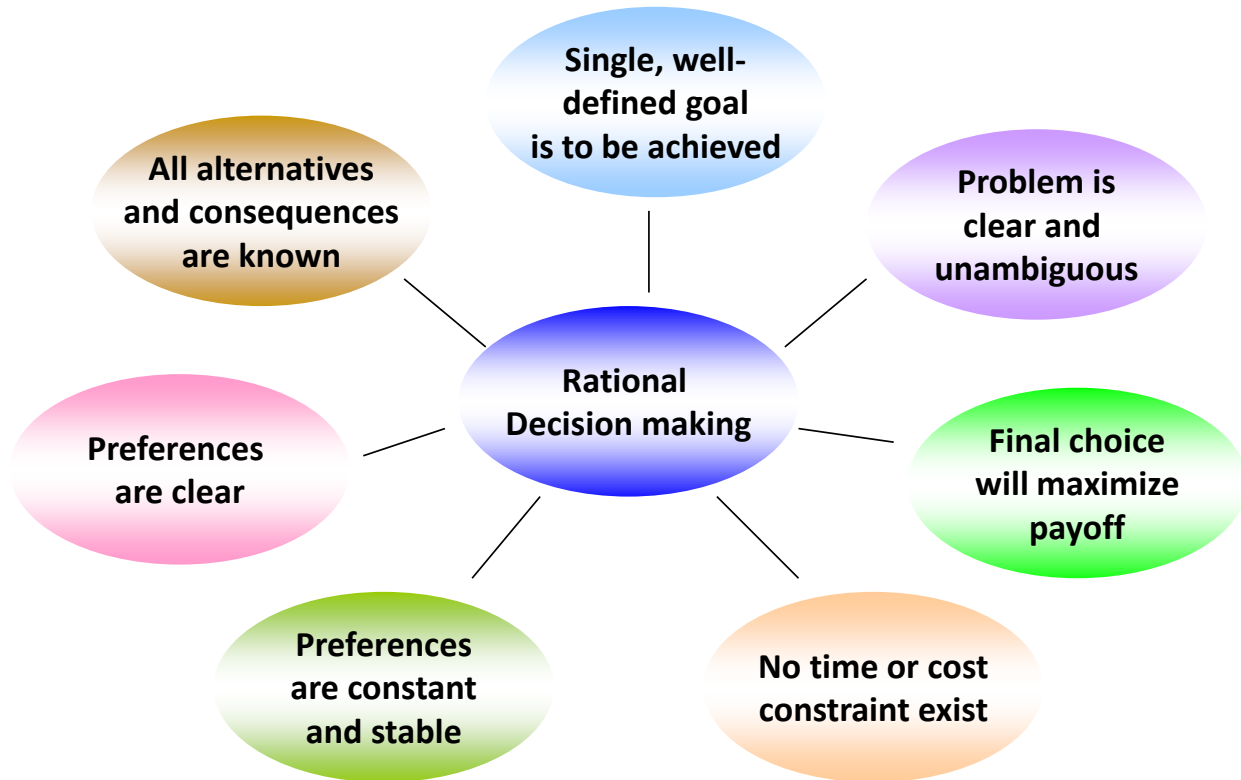 Single, well-
defined goal
is to be achieved
All alternatives
and consequences
are known
Problem is
clear and
unambiguous
Rational
Decision making
Preferences
are clear
Final choice
will maximize
payoff
Preferences
are constant
and stable
No time or cost
constraint exist